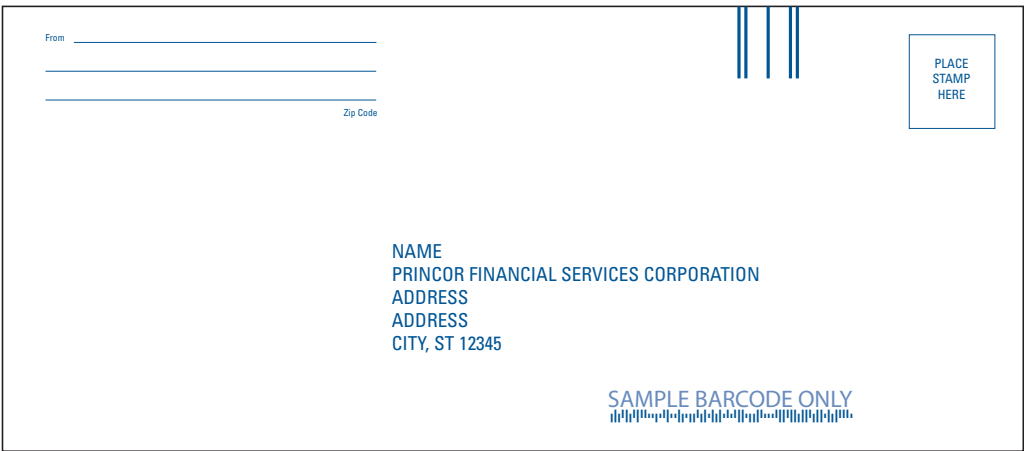 From
Zip Code
PLACE
STAMP
HERE
NAME
PRINCOR FINANCIAL SERVICES CORPORATION
ADDRESS
ADDRESS
CITY, ST 12345
SAMPLE BARCODE ONLY